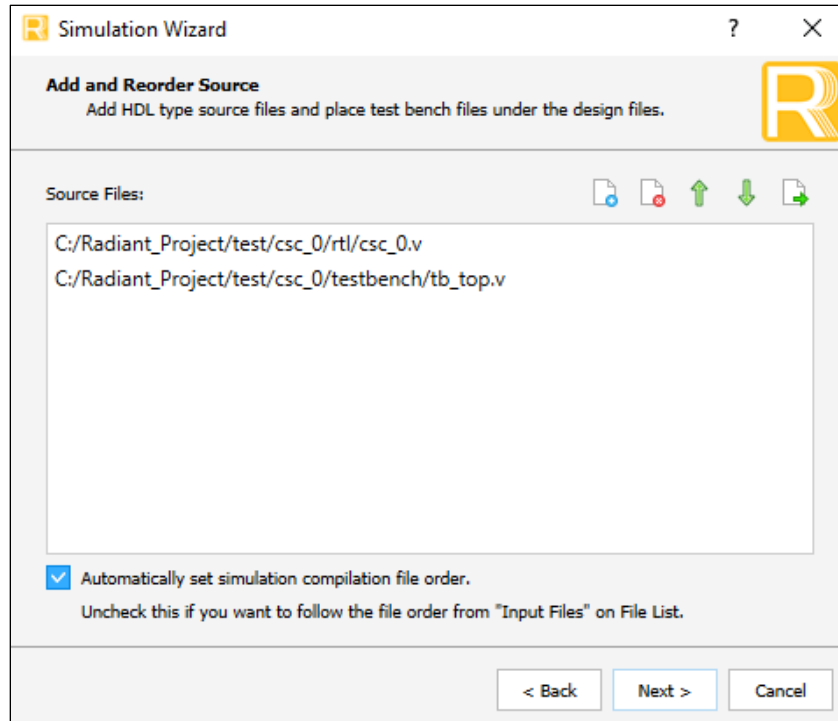 Simulation Wizard
Add and Reorder Source
Add HDL type source files and place test bench files under the design files.
Source Files:
C:/Radiant_Project/test/csc_0/rtl/csc_0.v
C:/Radiant_Project/test/csc_0/testbench/tb_top.v
Automatically set simulation compilation file order.
Uncheck this if you want to follow the file order from "Input Files" on File List.
< Back Next > Cancel